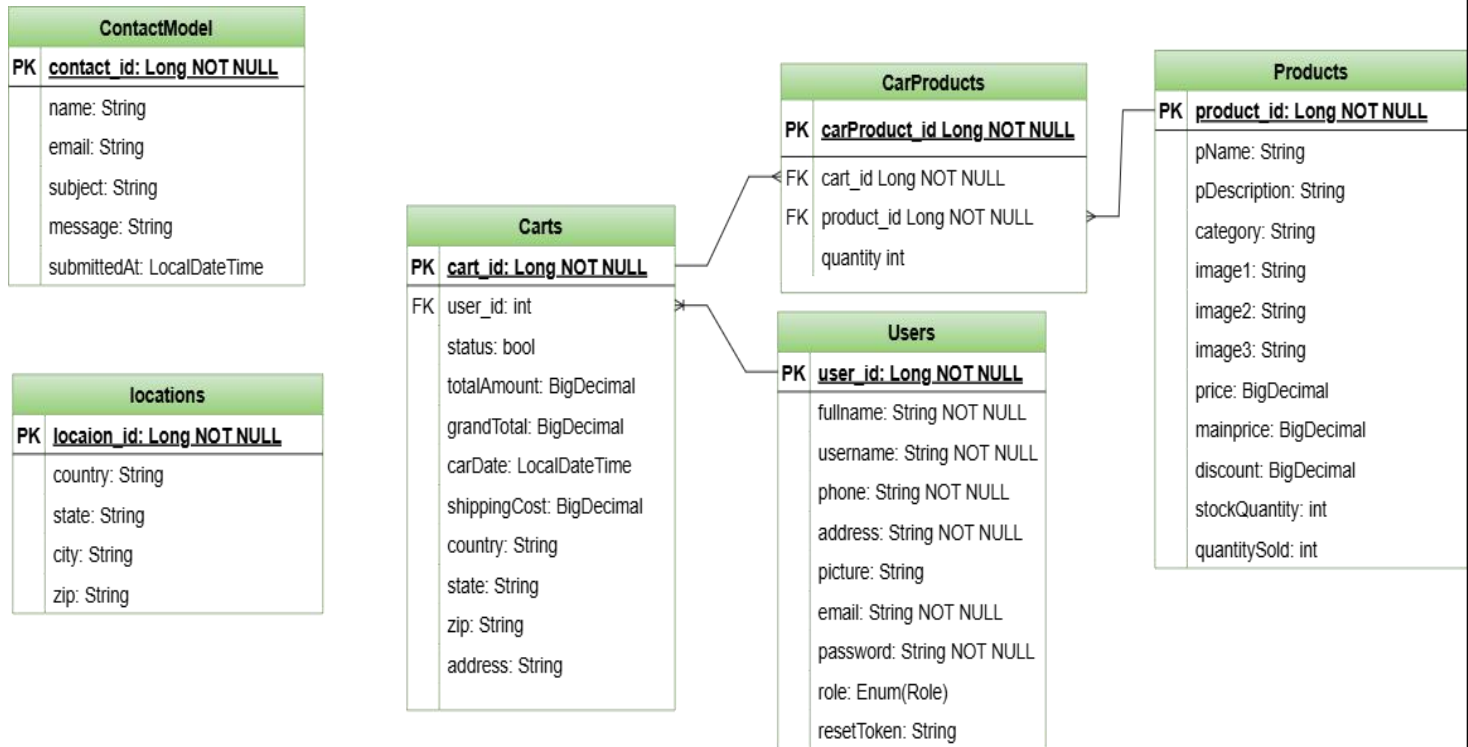 ContactModel
PK contact_id: Long NOT NULL
name: String
email: String
subject: String
message: String
submittedAt: LocalDateTime
locations
PK locaion_id: Long NOT NULL
country: String
state: String
city: String
zip: String
Carts
PK cart_id: Long NOT NULL
FK user_id: int
status: bool
totalAmount: BigDecimal
grandTotal: BigDecimal
carDate: LocalDateTime
shippingCost: BigDecimal
country: String
state: String
zip: String
address: String
CarProducts
PK carProduct_id Long NOT NULL
FK cart_id Long NOT NULL
FK product_id Long NOT NULL
quantity int
Users
PK user_id: Long NOT NULL
fullname: String NOT NULL
username: String NOT NULL
phone: String NOT NULL
address: String NOT NULL
picture: String
email: String NOT NULL
password: String NOT NULL
role: Enum(Role)
resetToken: String
Products
PK product_id: Long NOT NULL
pName: String
pDescription: String
category: String
image1: String
image2: String
image3: String
price: BigDecimal
mainprice: BigDecimal
discount: BigDecimal
stockQuantity: int
quantitySold: int